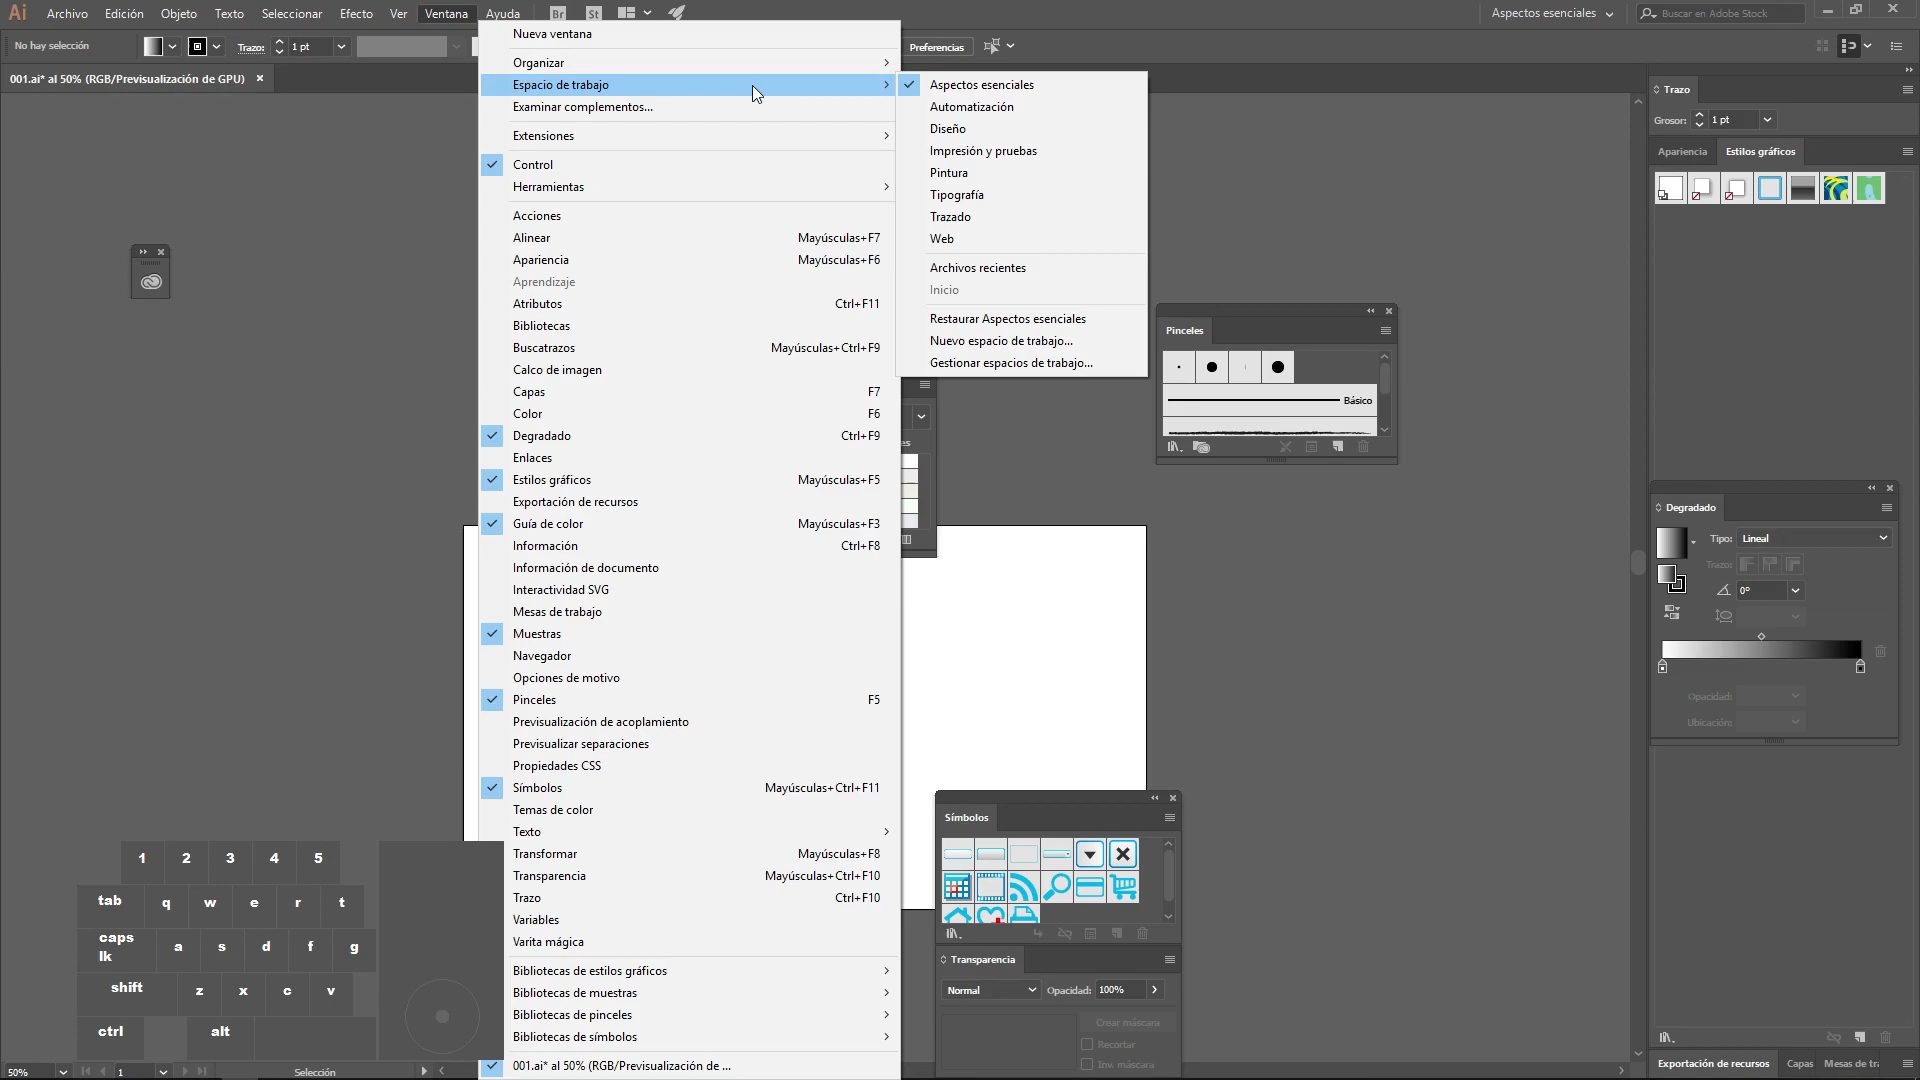 Ai Archivo Edición Objeto Texto Seleccionar Efecto Ver Ventana Ayuda Br St Aspectos esenciales Buscar en Adobe Stock
No hay selección Trazo: 1 pt Preferencias
001.ai* al 50% (RGB/Previsualización de GPU)
Nueva ventana
Organizar
Espacio de trabajo
Examinar complementos...
Extensiones
Control
Herramientas
Acciones
Alinear Mayúsculas+F7
Apariencia Mayúsculas+F6
Aprendizaje
Atributos Ctrl+F11
Bibliotecas
Buscatrazos Mayúsculas+Ctrl+F9
Calco de imagen
Capas F7
Color F6
Degradado Ctrl+F9
Enlaces
Estilos gráficos Mayúsculas+F5
Exportación de recursos
Guía de color Mayúsculas+F3
Información Ctrl+F8
Información de documento
Interactividad SVG
Mesas de trabajo
Muestras
Navegador
Opciones de motivo
Pinceles F5
Previsualización de acoplamiento
Previsualizar separaciones
Propiedades CSS
Símbolos Mayúsculas+Ctrl+F11
Temas de color
Texto
Transformar Mayúsculas+F8
Transparencia Mayúsculas+Ctrl+F10
Trazo Ctrl+F10
Variables
Varita mágica
Bibliotecas de estilos gráficos
Bibliotecas de muestras
Bibliotecas de pinceles
Bibliotecas de símbolos
001.ai* al 50% (RGB/Previsualización de ...
Aspectos esenciales
Automatización
Diseño
Impresión y pruebas
Pintura
Tipografía
Trazado
Web
Archivos recientes
Inicio
Restaurar Aspectos esenciales
Nuevo espacio de trabajo...
Gestionar espacios de trabajo...
es
Pinceles
Básico
Trazo
Grosor: 1 pt
Apariencia Estilos gráficos
Degradado
Tipo: Lineal
Trazo:
0°
Opacidad:
Ubicación:
Símbolos
Transparencia
Normal Opacidad: 100%
Crear máscara
Recortar
Inv. máscara
Exportación de recursos Capas Mesas de tra
1 2 3 4 5
tab q w e r t
caps
lk a s d f g
shift z x c v
ctrl alt
50% 1 Selección